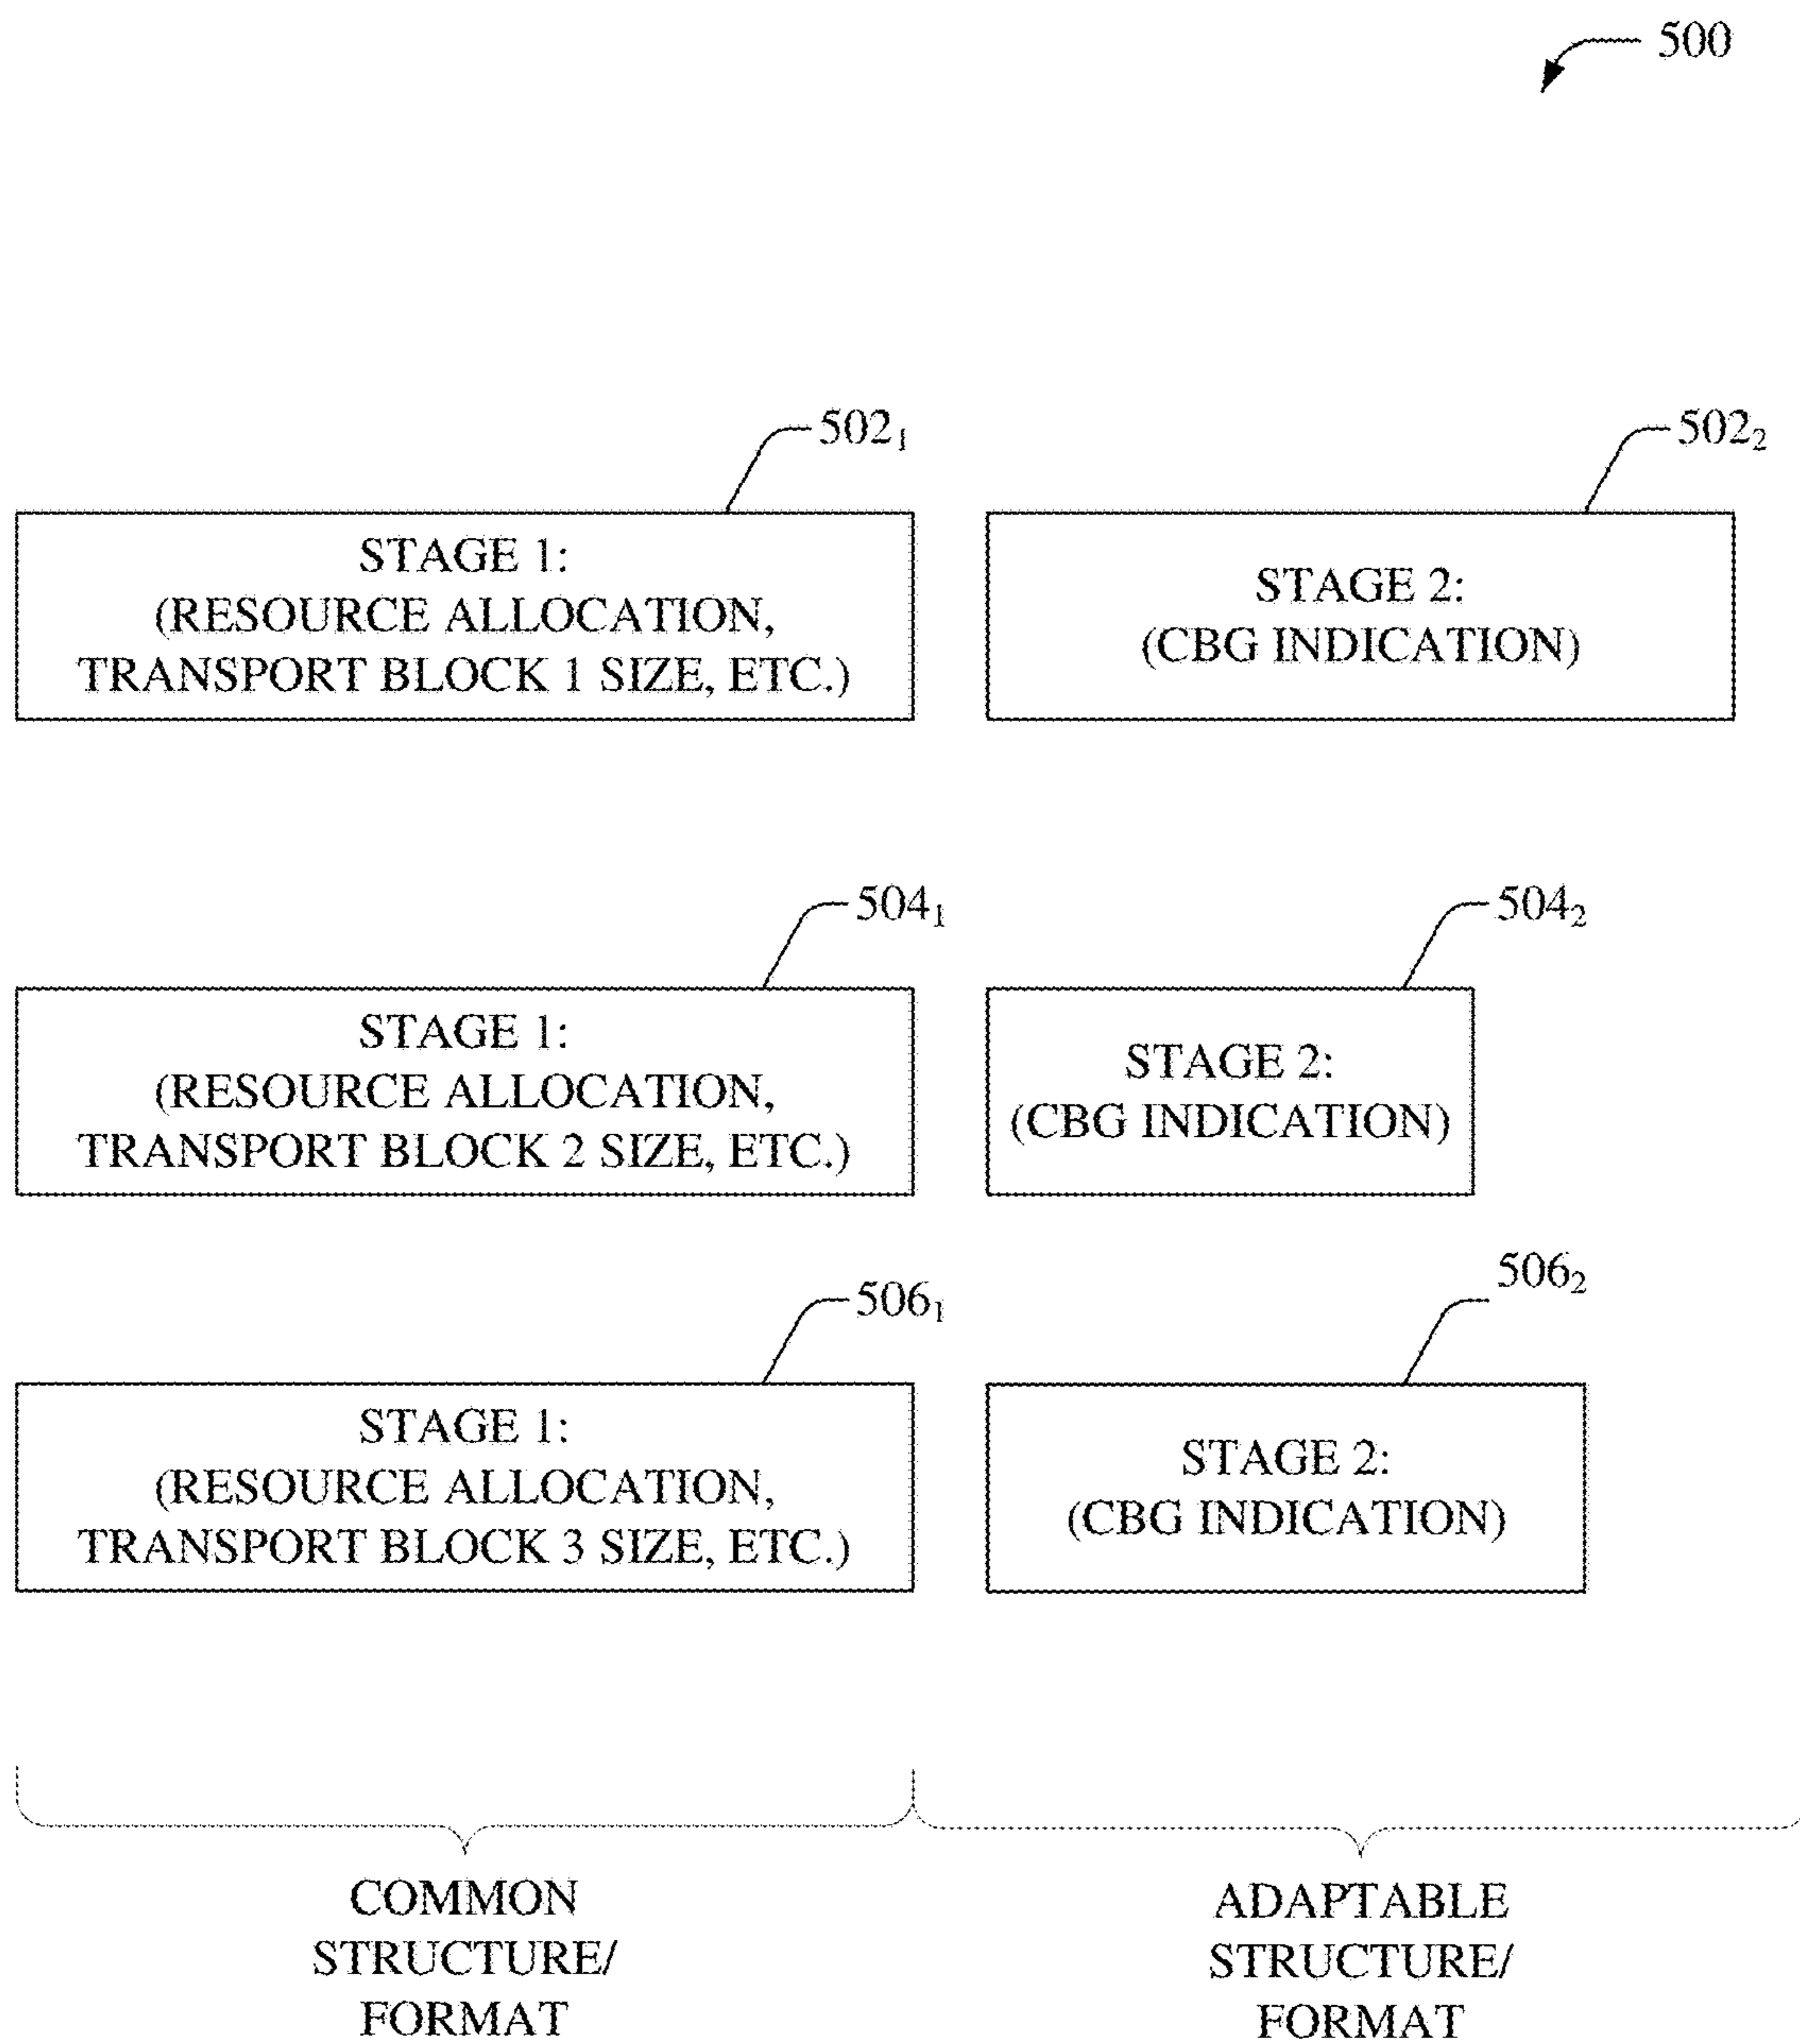 500
502₁
502₂
STAGE 1:
(RESOURCE ALLOCATION,
TRANSPORT BLOCK 1 SIZE, ETC.)
STAGE 2:
(CBG INDICATION)
504₁
504₂
STAGE 1:
(RESOURCE ALLOCATION,
TRANSPORT BLOCK 2 SIZE, ETC.)
STAGE 2:
(CBG INDICATION)
506₁
506₂
STAGE 1:
(RESOURCE ALLOCATION,
TRANSPORT BLOCK 3 SIZE, ETC.)
STAGE 2:
(CBG INDICATION)
COMMON
STRUCTURE/
FORMAT
ADAPTABLE
STRUCTURE/
FORMAT